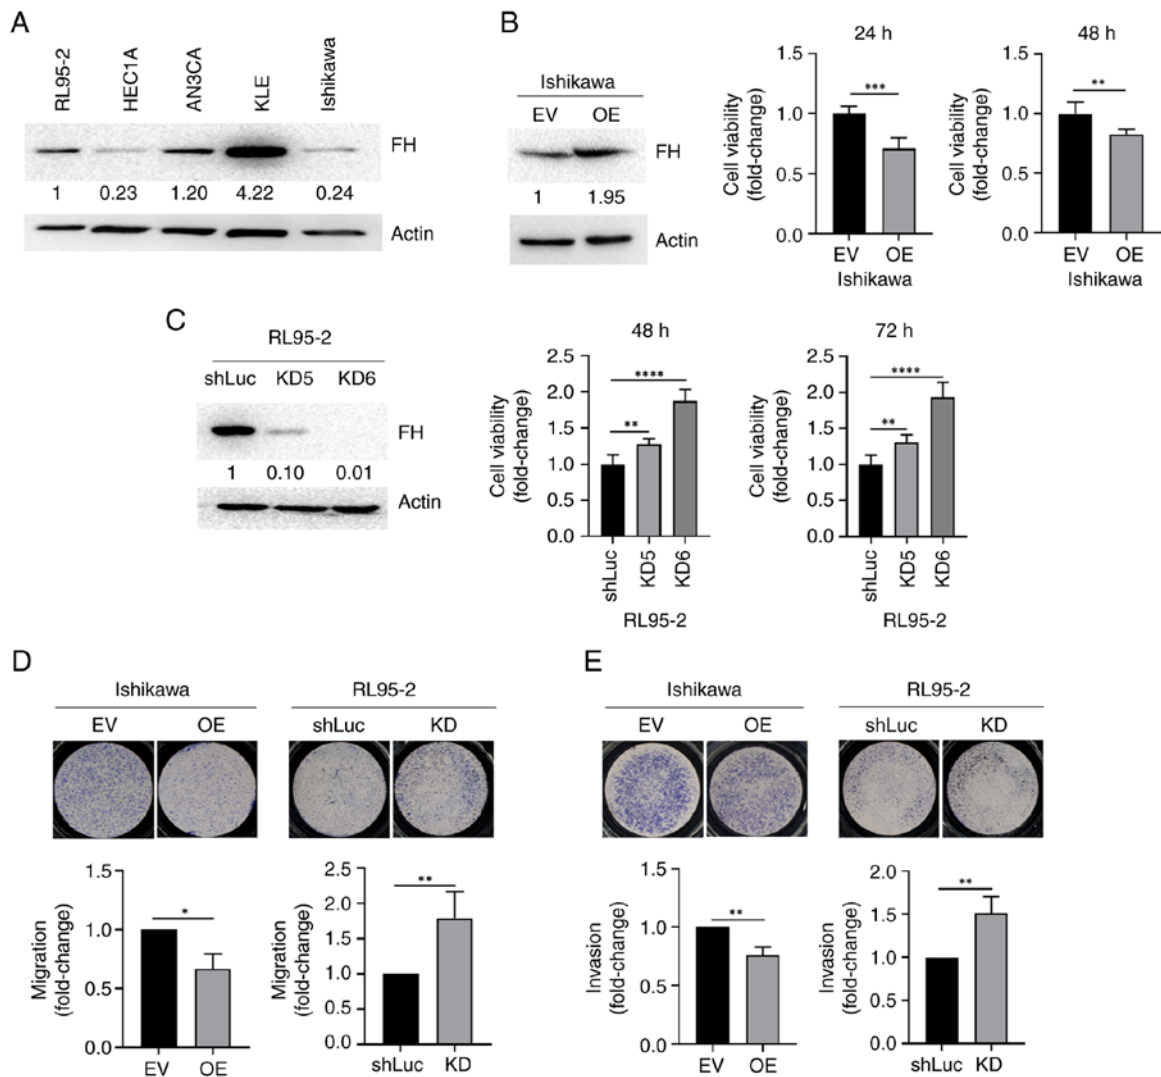 A
RL95-2 HEC1A AN3CA KLE Ishikawa
FH
1 0.23 1.20 4.22 0.24
Actin
B
Ishikawa
EV OE
FH
1 1.95
Actin
24 h
Cell viability
(fold-change)
1.5
1.0
0.5
0.0
***
EV OE
Ishikawa
48 h
Cell viability
(fold-change)
1.5
1.0
0.5
0.0
**
EV OE
Ishikawa
C
RL95-2
shLuc KD5 KD6
FH
1 0.10 0.01
Actin
48 h
Cell viability
(fold-change)
2.5
2.0
1.5
1.0
0.5
0.0
****
**
shLuc KD5 KD6
RL95-2
72 h
Cell viability
(fold-change)
2.5
2.0
1.5
1.0
0.5
0.0
****
**
shLuc KD5 KD6
RL95-2
D
Ishikawa
EV OE
RL95-2
shLuc KD
Migration
(fold-change)
1.5
1.0
0.5
0.0
*
EV OE
Migration
(fold-change)
2.5
2.0
1.5
1.0
0.5
0.0
**
shLuc KD
E
Ishikawa
EV OE
RL95-2
shLuc KD
Invasion
(fold-change)
1.5
1.0
0.5
0.0
**
EV OE
Invasion
(fold-change)
2.0
1.5
1.0
0.5
0.0
**
shLuc KD